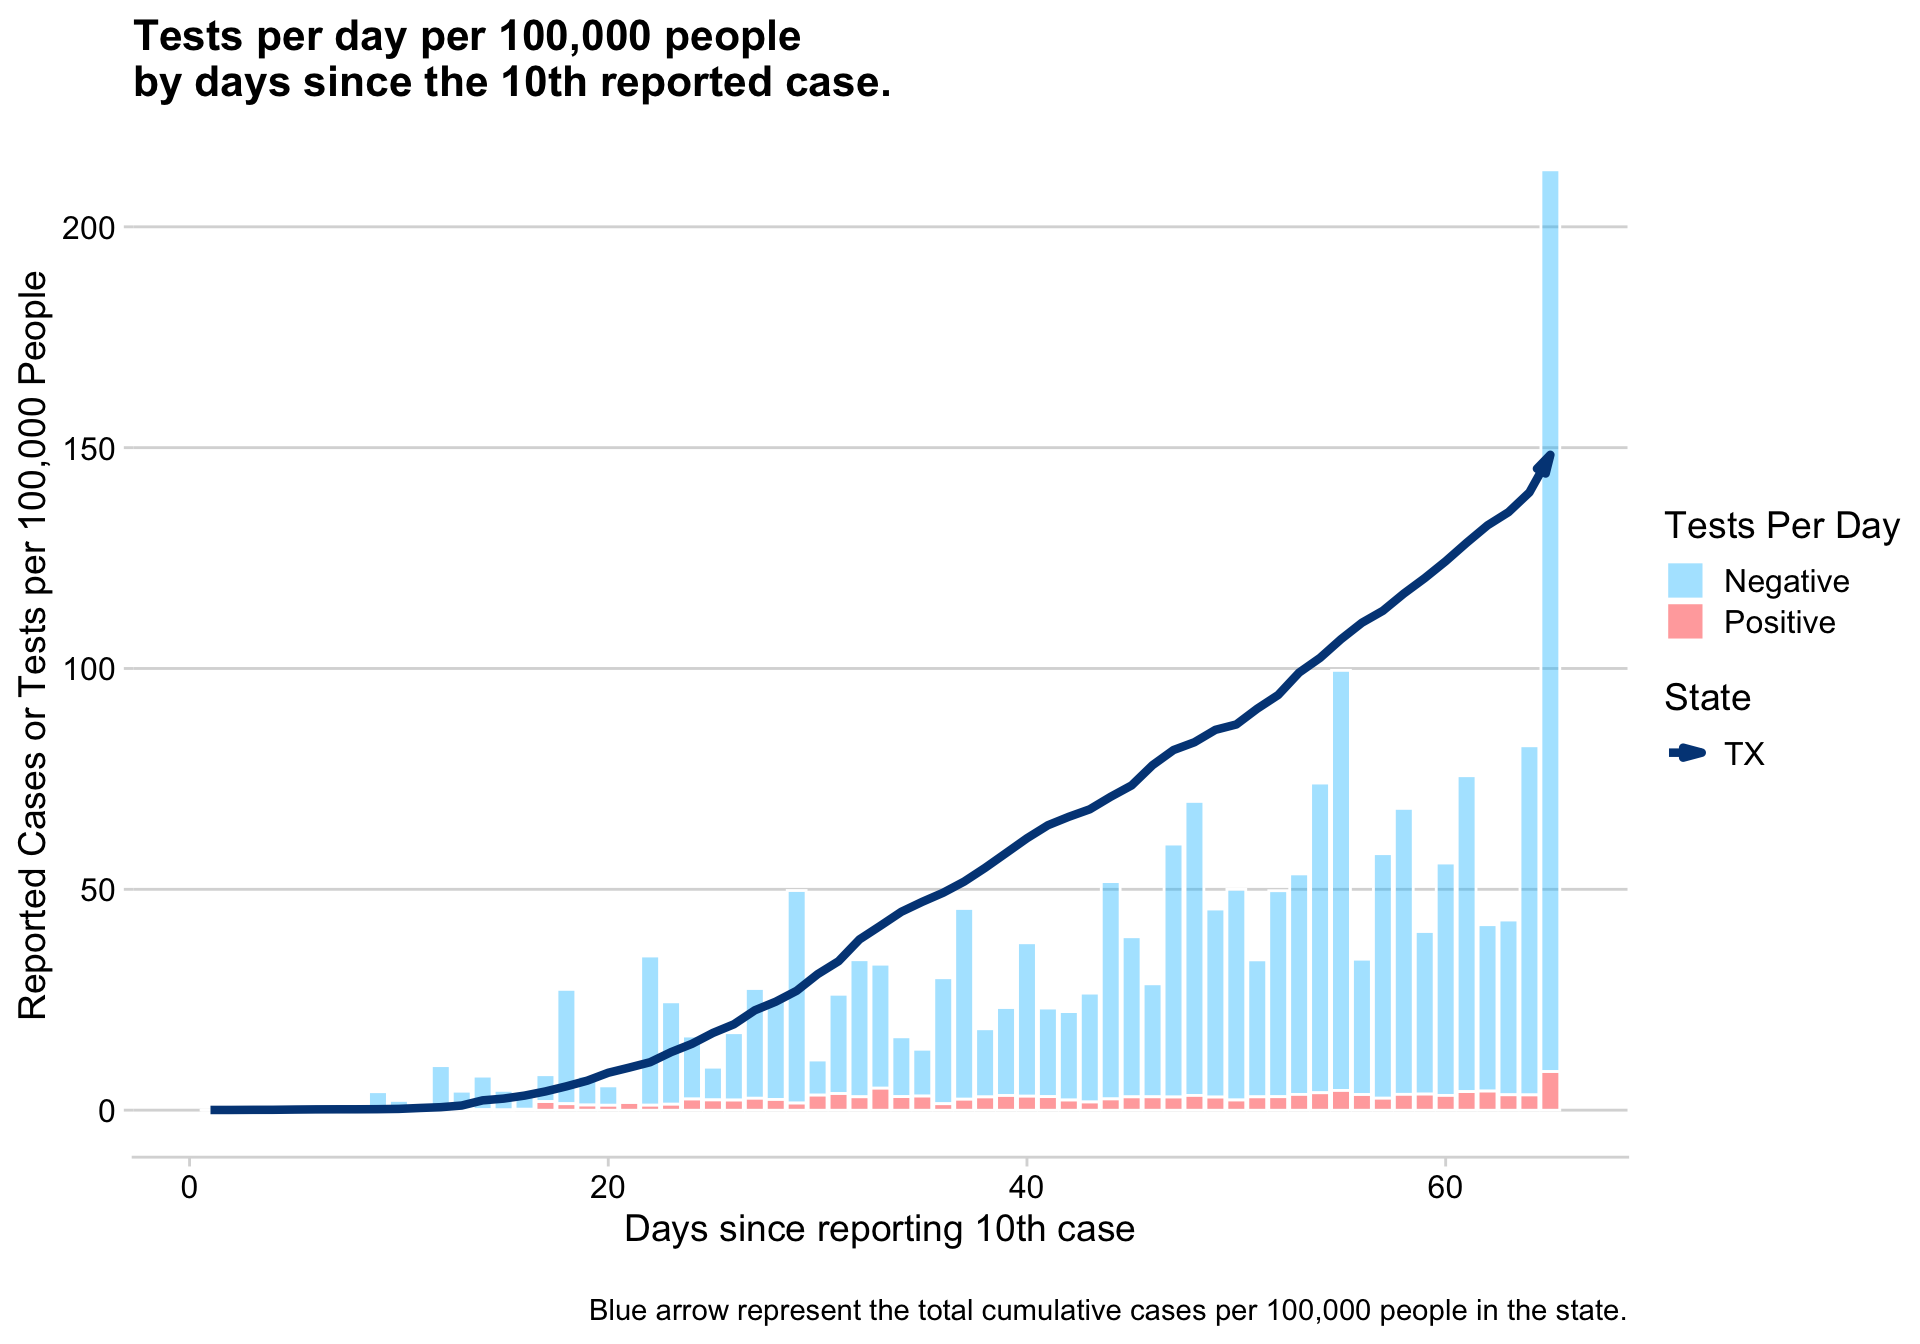 Tests per day per 100,000 people
by days since the 10th reported case.
Reported Cases or Tests per 100,000 People
200
150
100
50
0
0
20
40
60
Days since reporting 10th case
Tests Per Day
Negative
Positive
State
TX
Blue arrow represent the total cumulative cases per 100,000 people in the state.